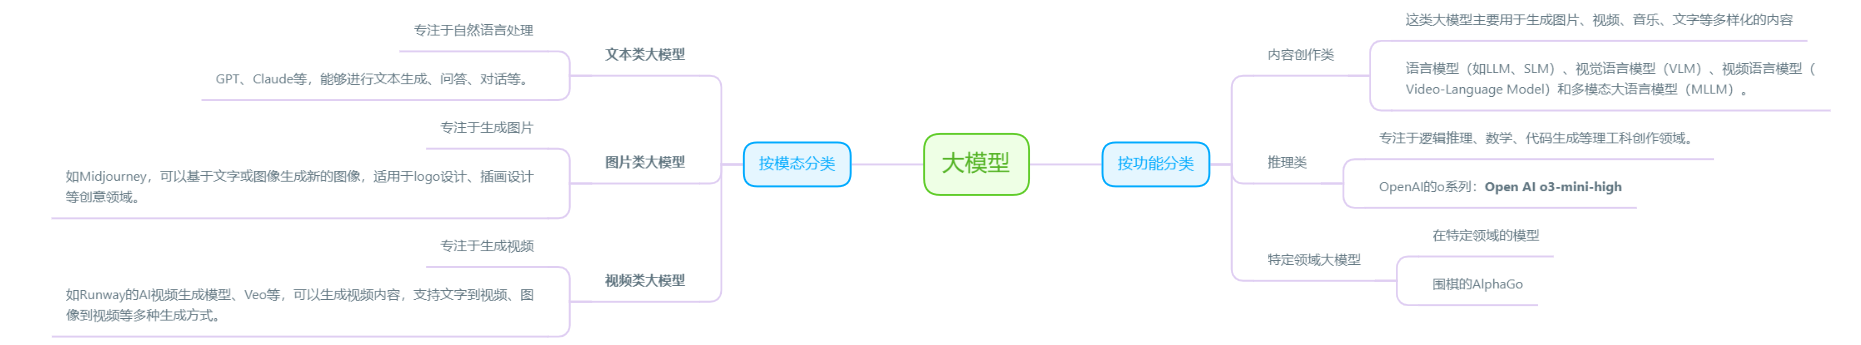 大模型
按模态分类
文本类大模型
专注于自然语言处理
GPT、Claude等，能够进行文本生成、问答、对话等。
图片类大模型
专注于生成图片
如Midjourney，可以基于文字或图像生成新的图像，适用于logo设计、插画设计
等创意领域。
视频类大模型
专注于生成视频
如Runway的AI视频生成模型、Veo等，可以生成视频内容，支持文字到视频、图
像到视频等多种生成方式。
按功能分类
内容创作类
这类大模型主要用于生成图片、视频、音乐、文字等多样化的内容
语言模型（如LLM、SLM）、视觉语言模型（VLM）、视频语言模型（
Video-Language Model）和多模态大语言模型（MLLM）。
推理类
专注于逻辑推理、数学、代码生成等理工科创作领域。
OpenAI的o系列：Open AI o3-mini-high
特定领域大模型
在特定领域的模型
围棋的AlphaGo